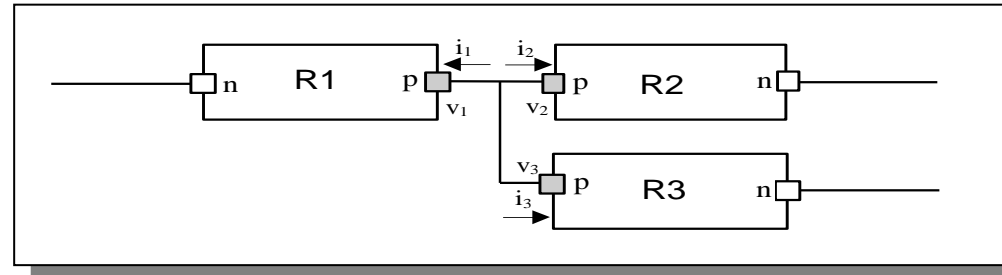 i₁ i₂
n R1 p p R2 n
v₁ v₂
v₃
p R3 n
i₃